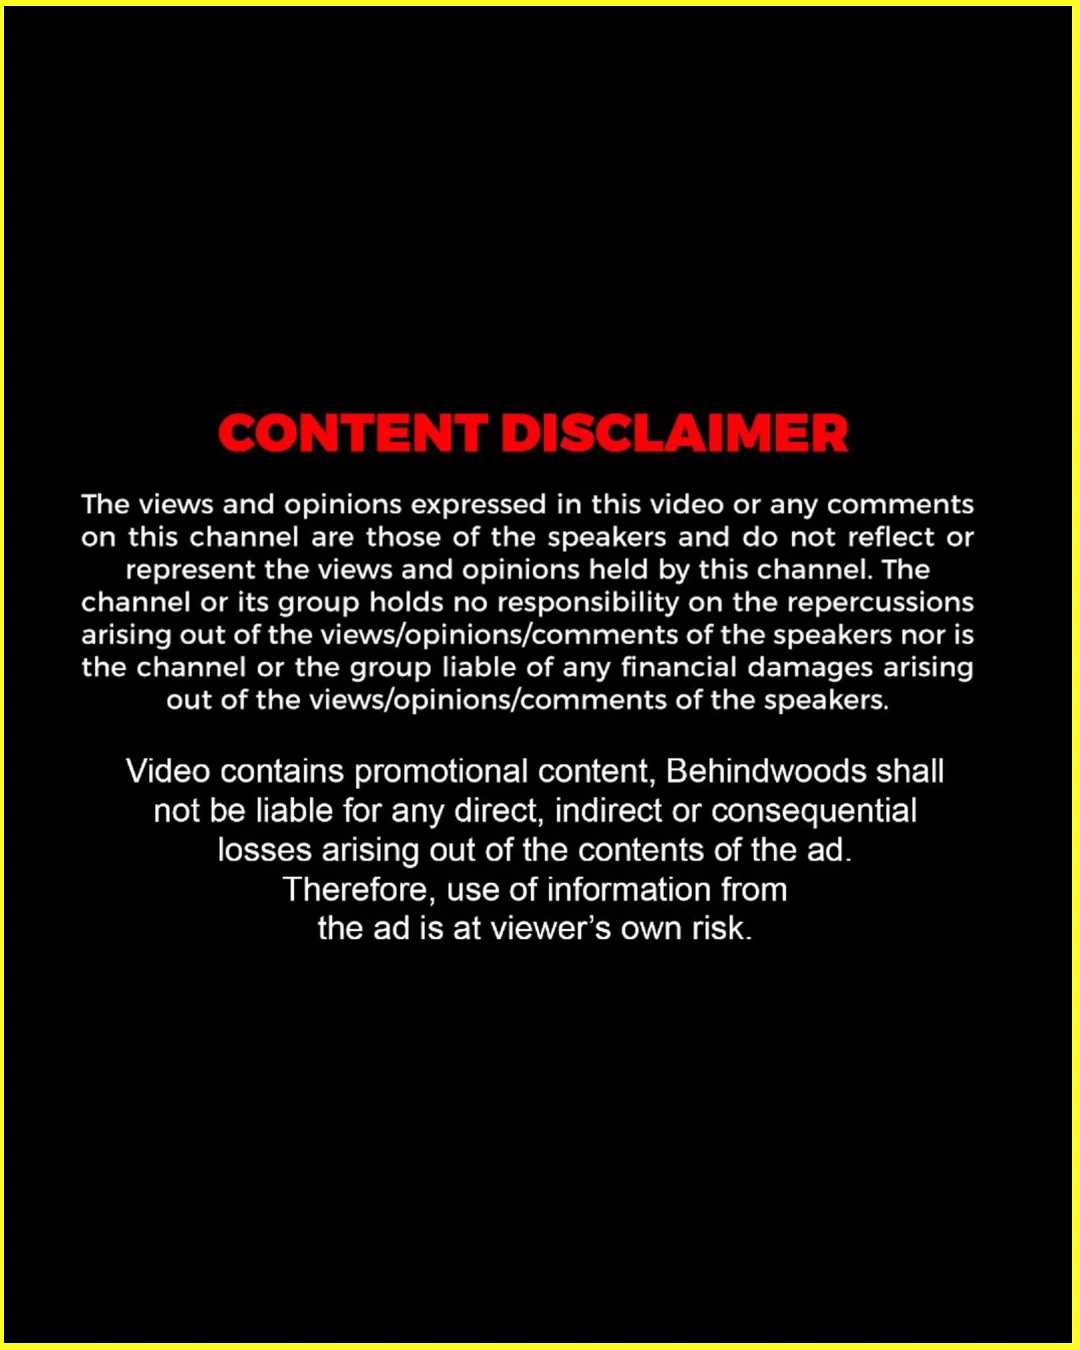 CONTENT DISCLAIMER
The views and opinions expressed in this video or any comments
on this channel are those of the speakers and do not reflect or
represent the views and opinions held by this channel. The
channel or its group holds no responsibility on the repercussions
arising out of the views/opinions/comments of the speakers nor is
the channel or the group liable of any financial damages arising
out of the views/opinions/comments of the speakers.
Video contains promotional content, Behindwoods shall
not be liable for any direct, indirect or consequential
losses arising out of the contents of the ad.
Therefore, use of information from
the ad is at viewer’s own risk.